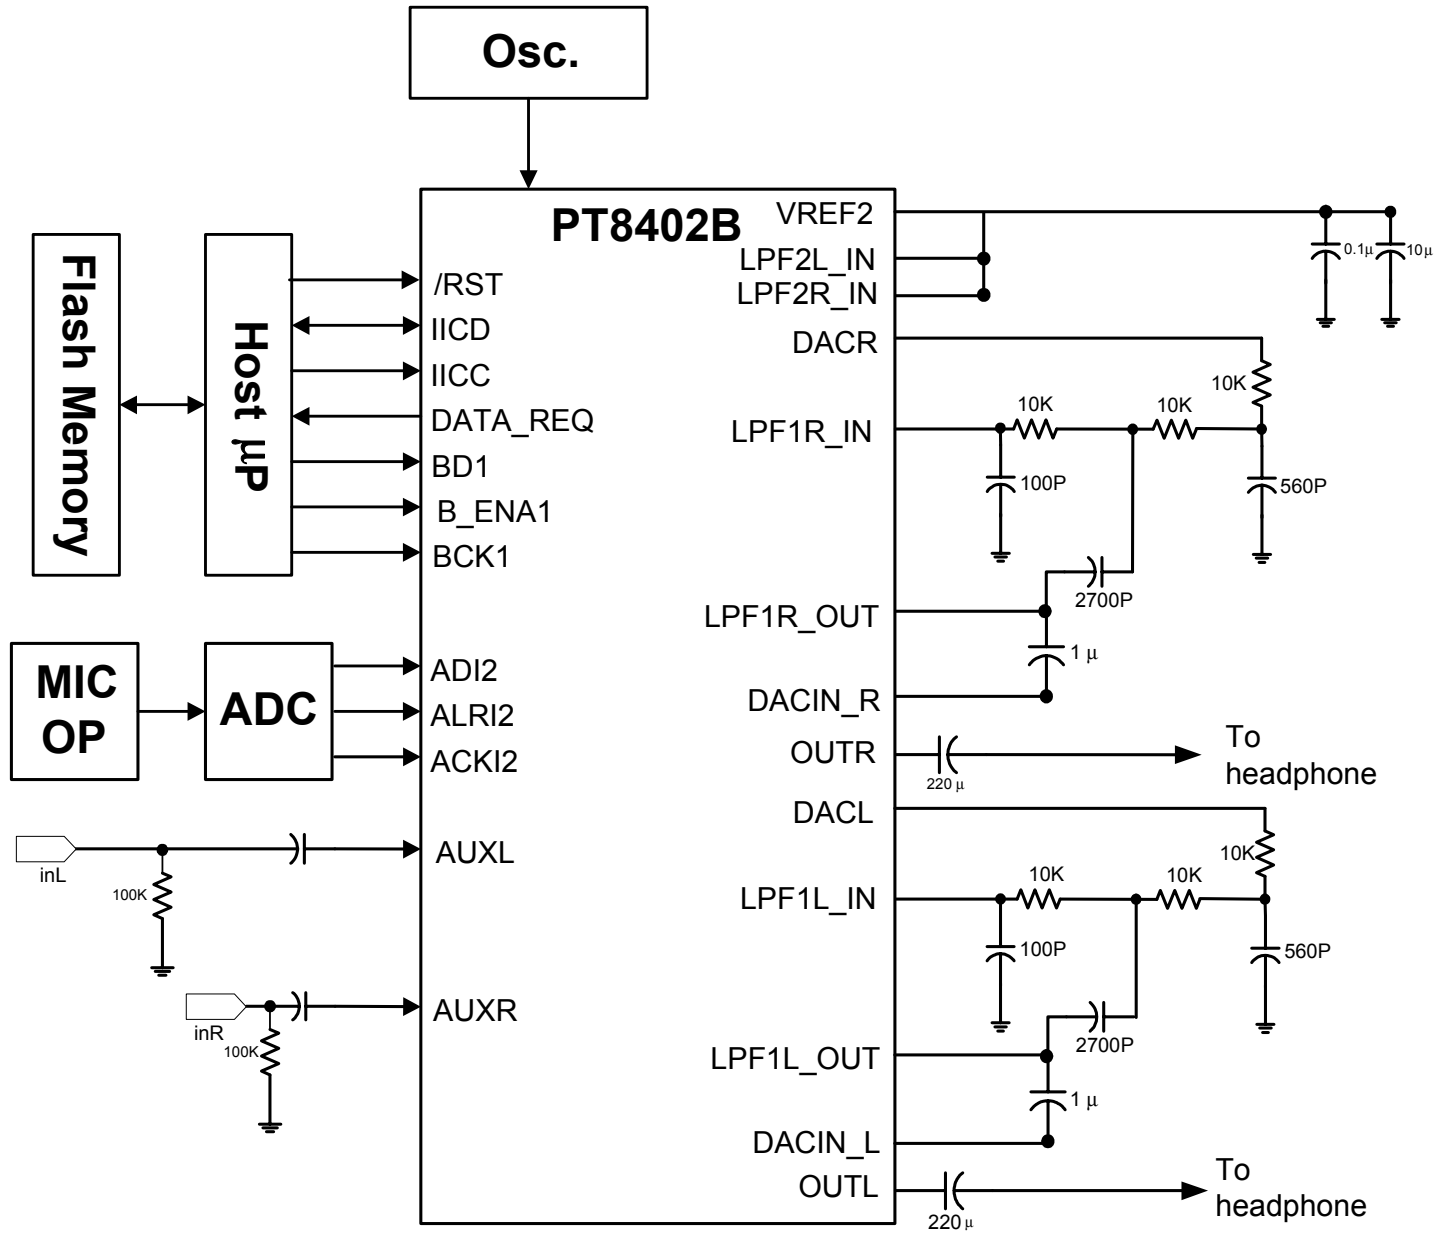 Osc.
PT8402B
Flash Memory
Host μP
/RST
IICD
IICC
DATA_REQ
BD1
B_ENA1
BCK1
MIC
OP
ADC
ADI2
ALRI2
ACKI2
inL
100K
AUXL
inR
100K
AUXR
VREF2
LPF2L_IN
LPF2R_IN
0.1μ
10μ
DACR
10K
LPF1R_IN
10K
10K
100P
560P
2700P
LPF1R_OUT
1 μ
DACIN_R
OUTR
220 μ
To
headphone
DACL
10K
LPF1L_IN
10K
10K
100P
560P
2700P
LPF1L_OUT
1 μ
DACIN_L
OUTL
220 μ
To
headphone